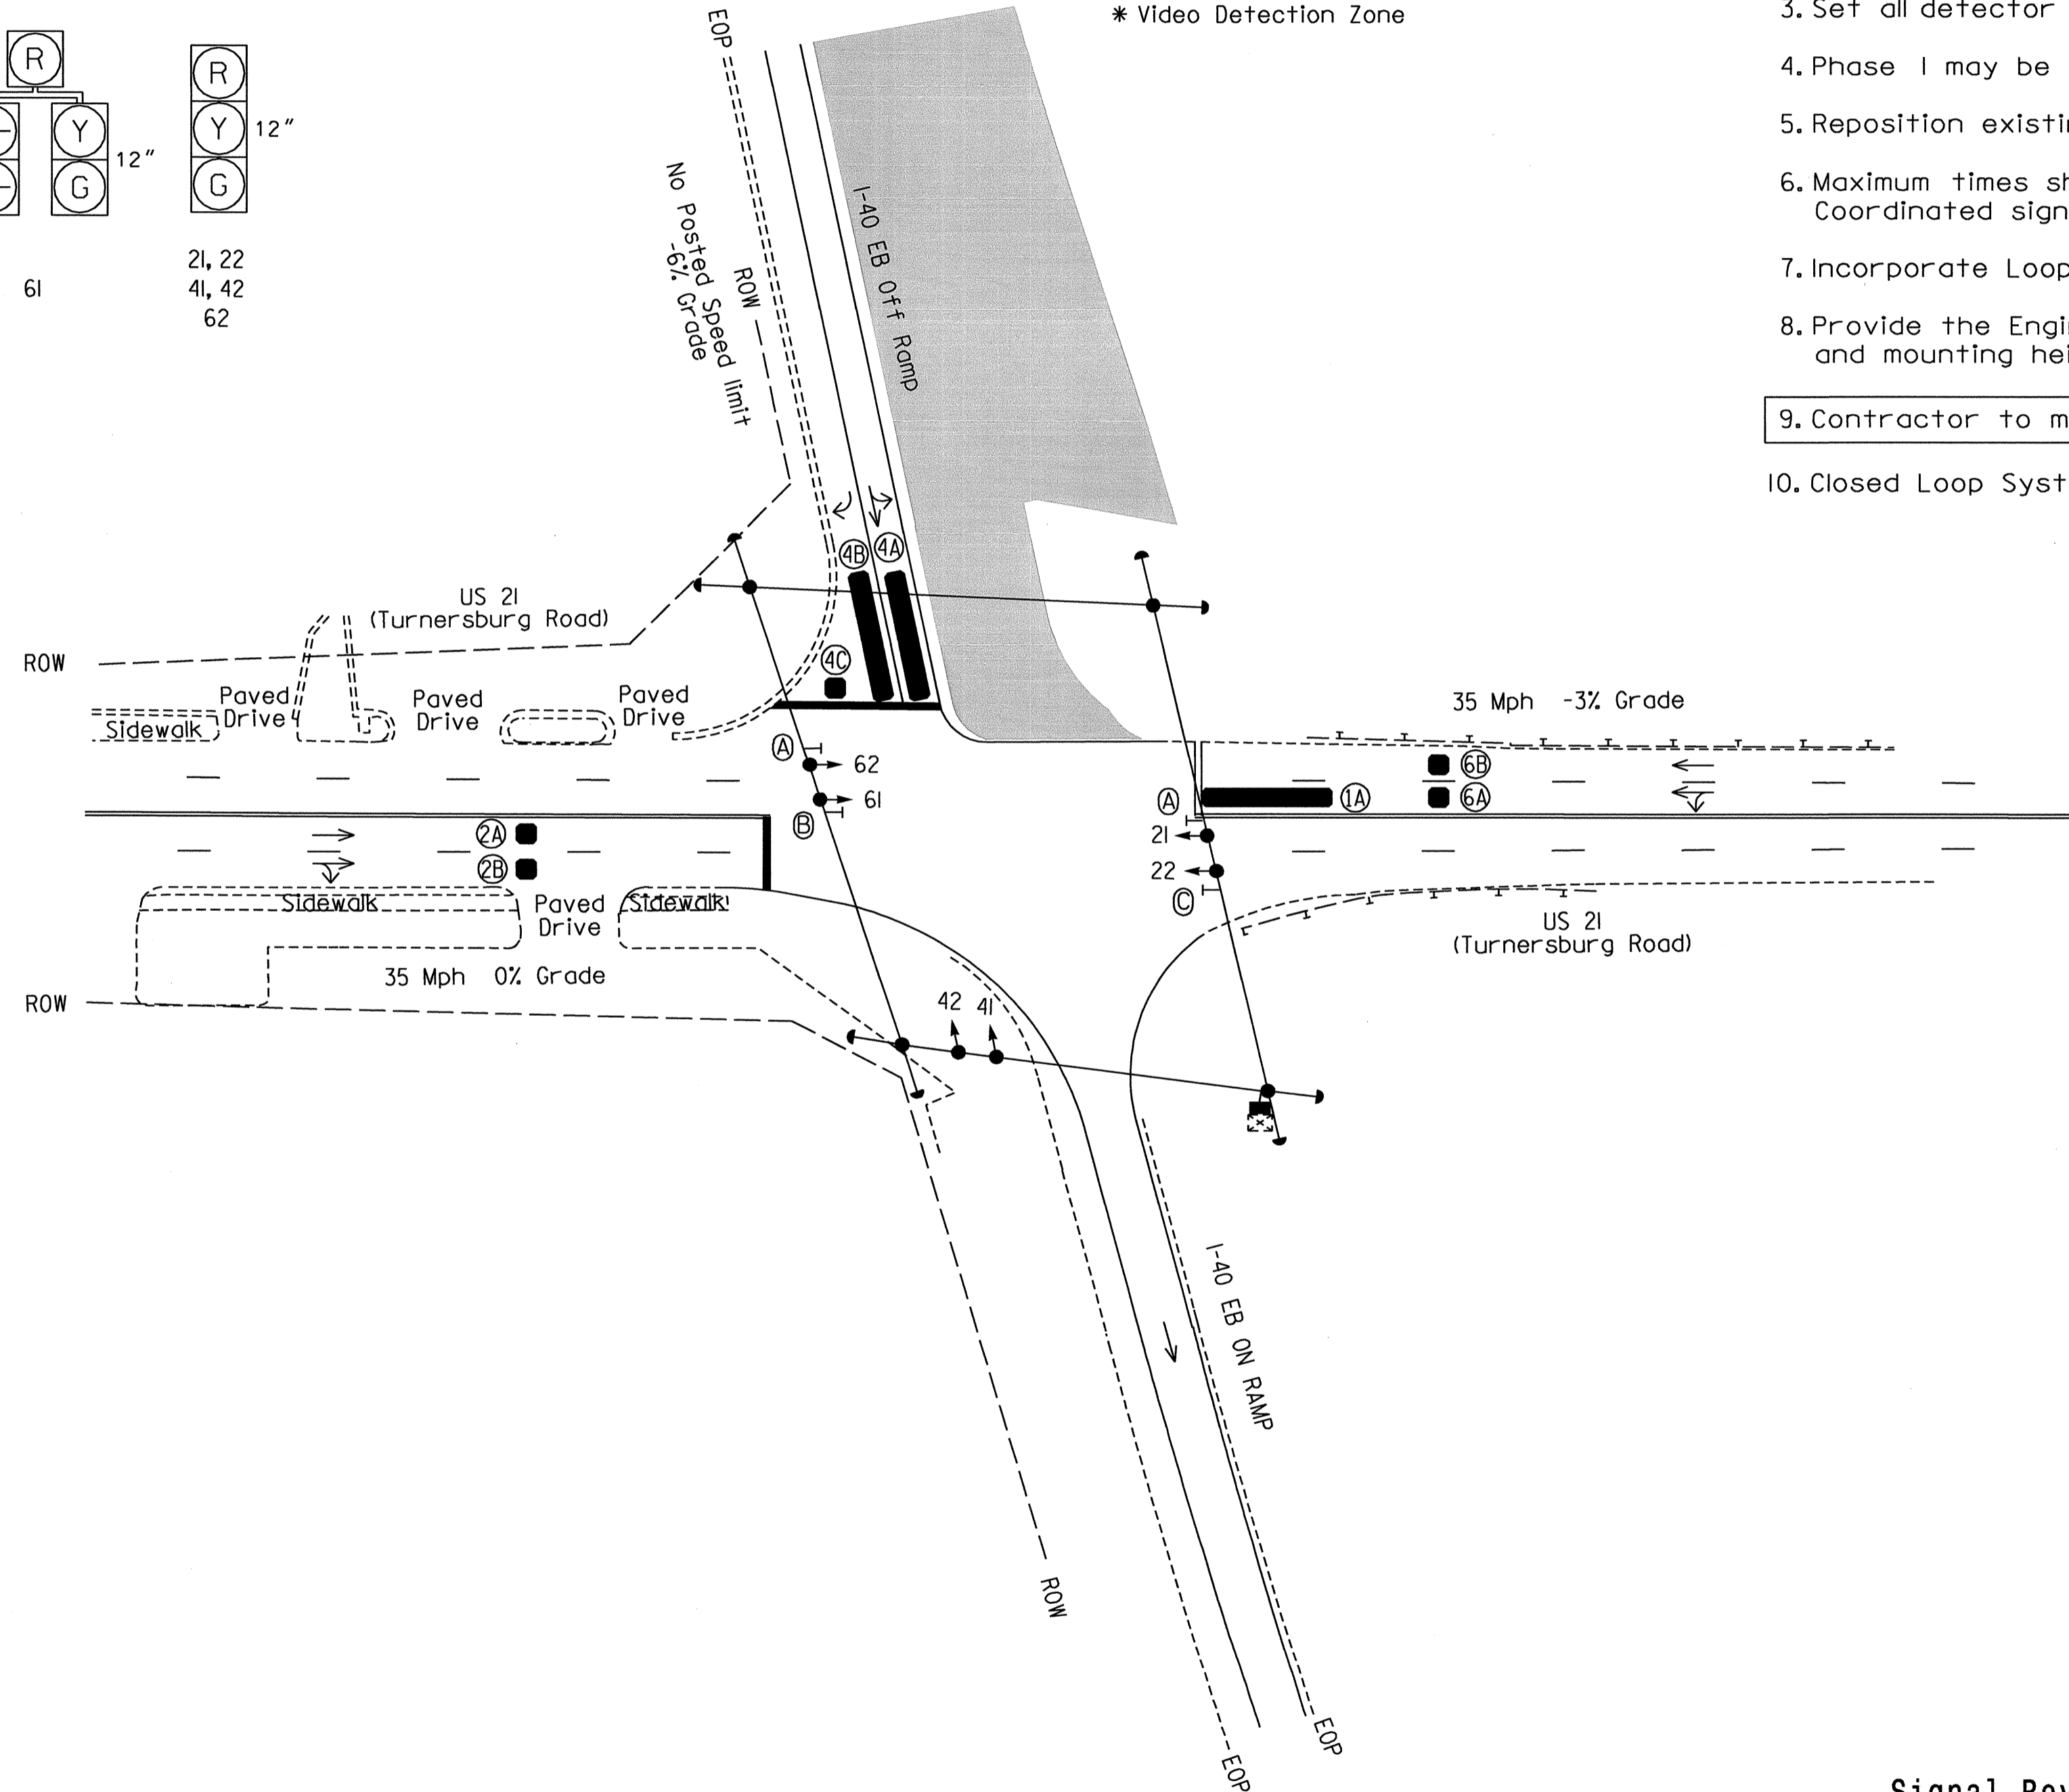 * Video Detection Zone
R
Y
G
12"
61
R
Y
G
12"
21, 22
41, 42
62
3. Set all detector
4. Phase 1 may be
5. Reposition existin
6. Maximum times sh
Coordinated sign
7. Incorporate Loop
8. Provide the Engi
and mounting hei
9. Contractor to m
10. Closed Loop Syst
EOP
No Posted Speed limit
-6% Grade
ROW
I-40 EB Off Ramp
4B
4A
4C
US 21
(Turnersburg Road)
ROW
Paved
Drive
Paved
Drive
Paved
Drive
Sidewalk
35 Mph -3% Grade
A
62
61
B
6B
1A
6A
A
21
22
C
2A
2B
Sidewalk
Paved
Drive
Sidewalk
US 21
(Turnersburg Road)
35 Mph 0% Grade
ROW
42
41
I-40 EB ON RAMP
ROW
EOP
EOP